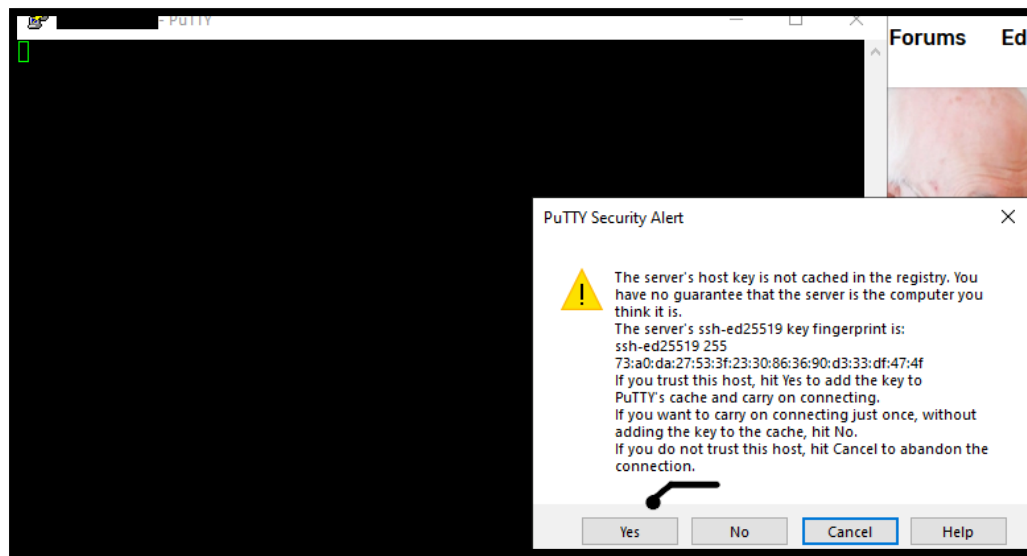 - PuTTY
Forums Ed
PuTTY Security Alert
The server's host key is not cached in the registry. You
have no guarantee that the server is the computer you
think it is.
The server's ssh-ed25519 key fingerprint is:
ssh-ed25519 255
73:a0:da:27:53:3f:23:30:86:36:90:d3:33:df:47:4f
If you trust this host, hit Yes to add the key to
PuTTY's cache and carry on connecting.
If you want to carry on connecting just once, without
adding the key to the cache, hit No.
If you do not trust this host, hit Cancel to abandon the
connection.
Yes No Cancel Help